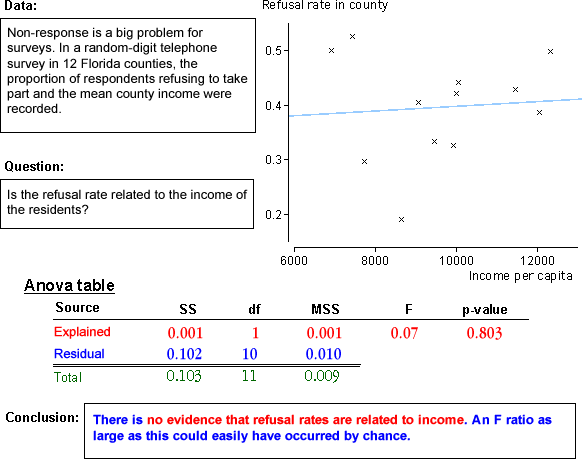 Data:
Non-response is a big problem for
surveys. In a random-digit telephone
survey in 12 Florida counties, the
proportion of respondents refusing to take
part and the mean county income were
recorded.
Question:
Is the refusal rate related to the income of
the residents?
Refusal rate in county
0.5
0.4
0.3
0.2
6000 8000 10000 12000
Income per capita
Anova table
Source SS df MSS F p-value
Explained 0.001 1 0.001 0.07 0.803
Residual 0.102 10 0.010
Total 0.103 11 0.009
Conclusion:
There is no evidence that refusal rates are related to income. An F ratio as
large as this could easily have occurred by chance.